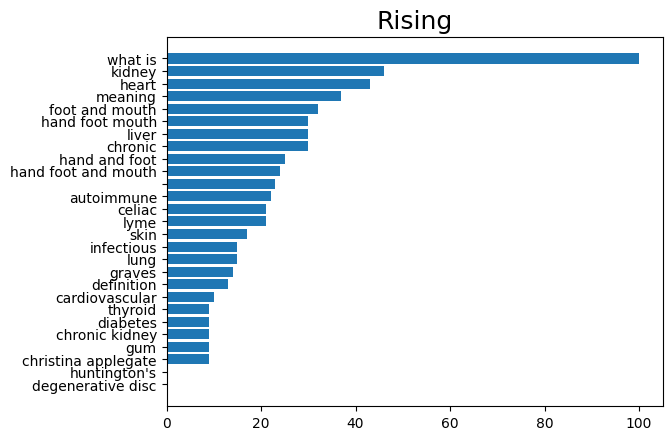 Rising
what is
kidney
heart
meaning
foot and mouth
hand foot mouth
liver
chronic
hand and foot
hand foot and mouth
autoimmune
celiac
lyme
skin
infectious
lung
graves
definition
cardiovascular
thyroid
diabetes
chronic kidney
gum
christina applegate
huntington's
degenerative disc
0 20 40 60 80 100